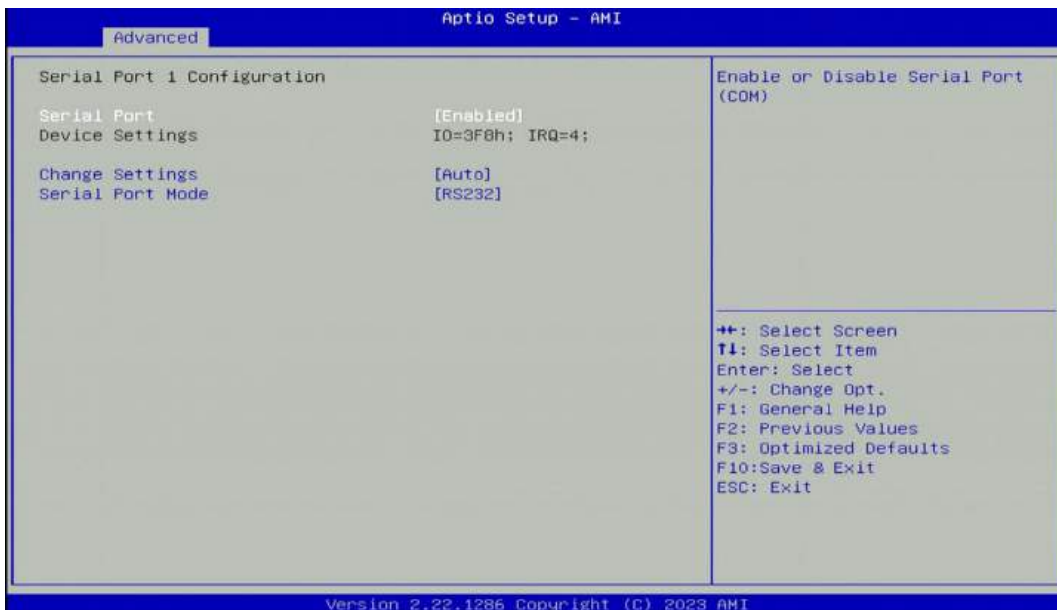 Aptio Setup - AMI
Advanced
Serial Port 1 Configuration
Serial Port [Enabled]
Device Settings IO=3F8h; IRQ=4;
Change Settings [Auto]
Serial Port Mode [RS232]
Enable or Disable Serial Port
(COM)
→←: Select Screen
↑↓: Select Item
Enter: Select
+/-: Change Opt.
F1: General Help
F2: Previous Values
F3: Optimized Defaults
F10:Save & Exit
ESC: Exit
Version 2.22.1286 Copyright (C) 2023 AMI